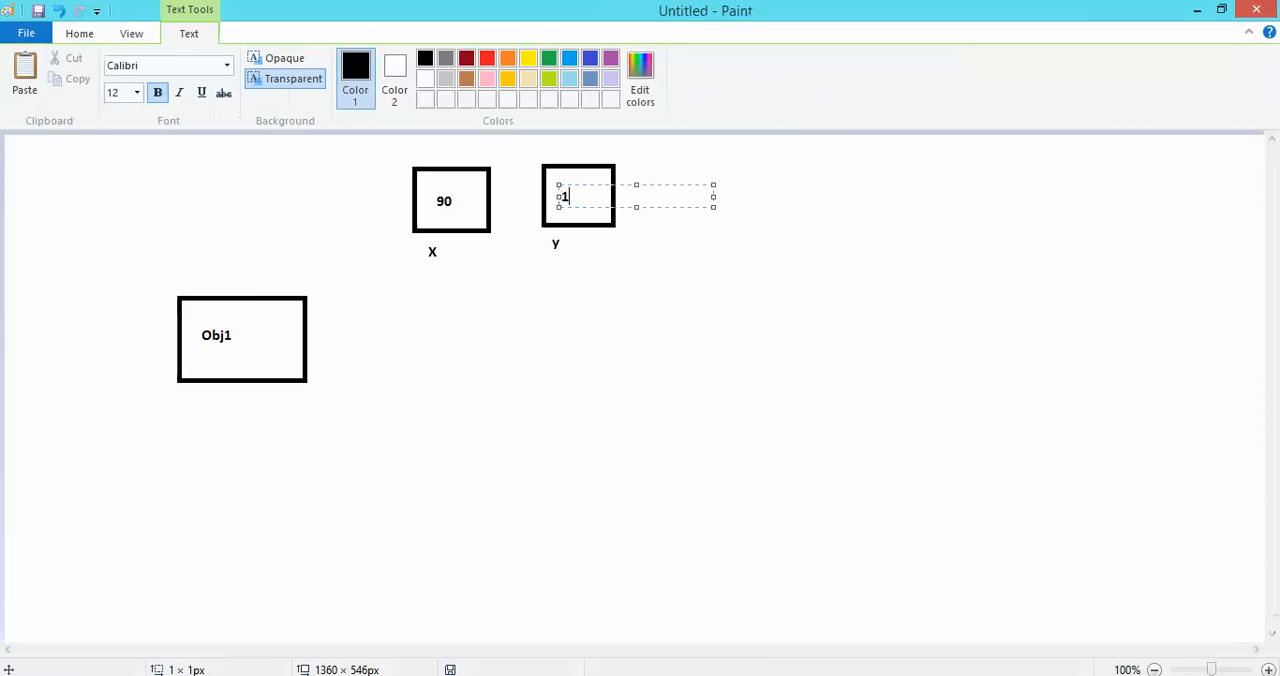 Text Tools
Untitled - Paint
File
Home
View
Text
Paste
Cut
Copy
Calibri
12
B
I
U
abc
Opaque
Transparent
Color
1
Color
2
Edit
colors
Clipboard
Font
Background
Colors
90
1
X
y
Obj1
1 × 1px
1360 × 546px
100%